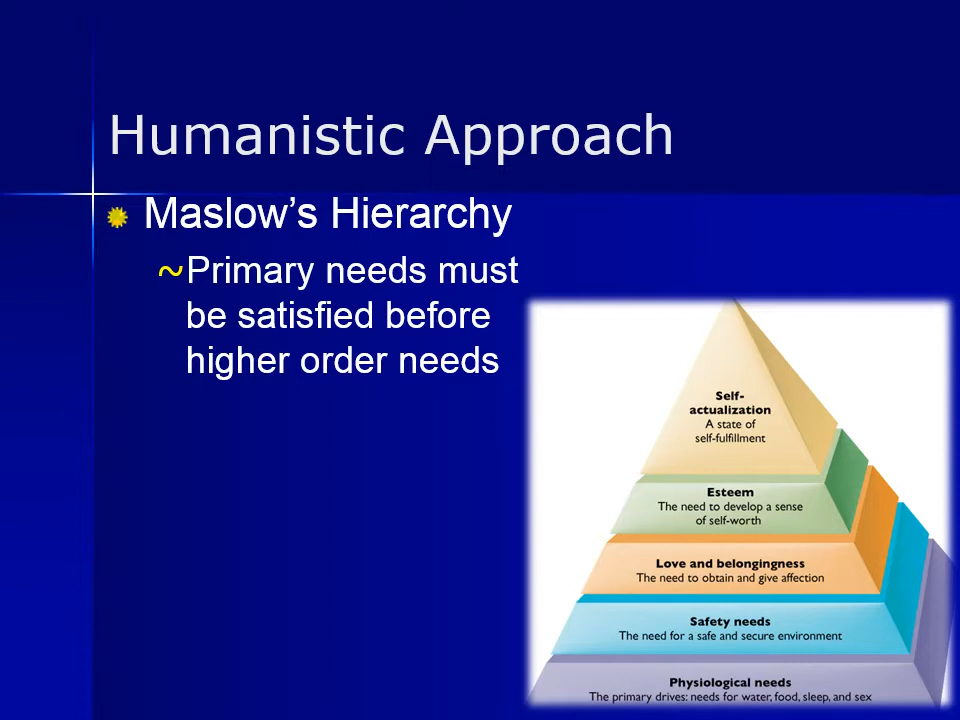 Humanistic Approach
Maslow’s Hierarchy
~Primary needs must
be satisfied before
higher order needs
Self-
actualization
A state of
self-fulfillment
Esteem
The need to develop a sense
of self-worth
Love and belongingness
The need to obtain and give affection
Safety needs
The need for a safe and secure environment
Physiological needs
The primary drives: needs for water, food, sleep, and sex